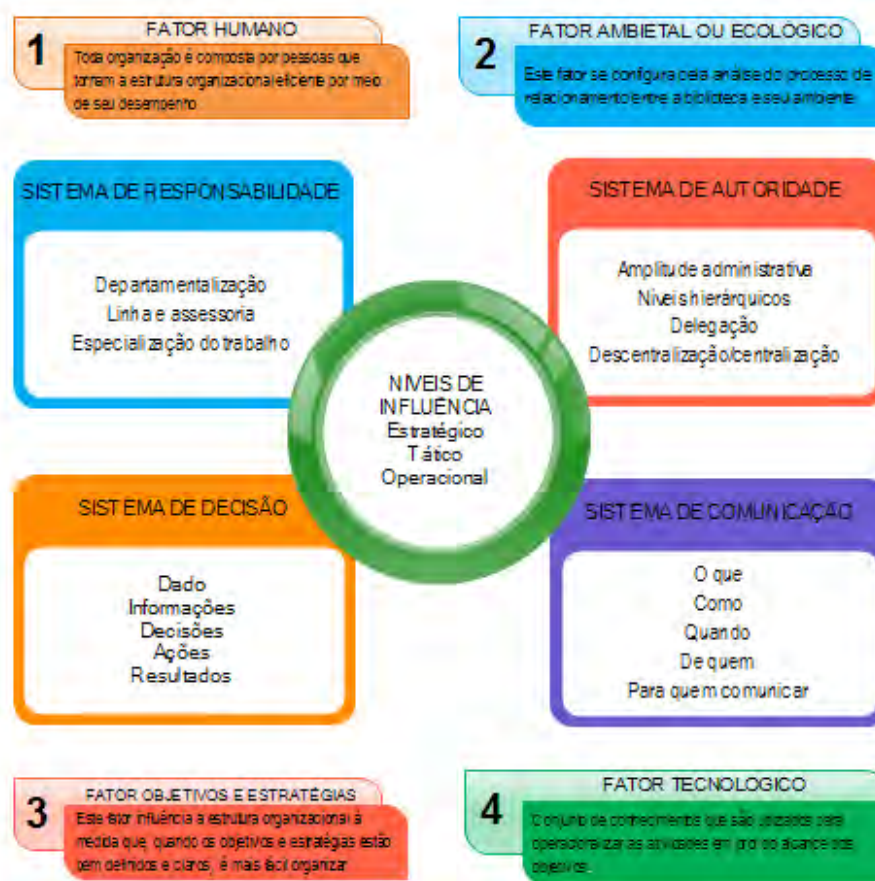 1
FATOR HUMANO
Toda organização é composta por pessoas que
tornam a estrutura organizacional eficiente por meio
de seu desempenho
2
FATOR AMBIETAL OU ECOLÓGICO
Este fator se configura pela análise do processo de
relacionamento entre a biblioteca e seu ambiente
SISTEMA DE RESPONSABILIDADE
Departamentalização
Linha e assessoria
Especialização do trabalho
SISTEMA DE AUTORIDADE
Amplitude administrativa
Níveis hierárquicos
Delegação
Descentralização/centralização
NÍVEIS DE
INFLUÊNCIA
Estratégico
Tático
Operacional
SISTEMA DE DECISÃO
Dado
Informações
Decisões
Ações
Resultados
SISTEMA DE COMUNICAÇÃO
O que
Como
Quando
De quem
Para quem comunicar
3
FATOR OBJETIVOS E ESTRATÉGIAS
Este fator influência a estrutura organizacional à
medida que, quando os objetivos e estratégias estão
bem definidos e claros, é mais fácil organizar
4
FATOR TECNOLOGICO
Conjunto de conhecimentos que são utilizados para
operacionalizar as atividades em prol do alcance dos
objetivos.